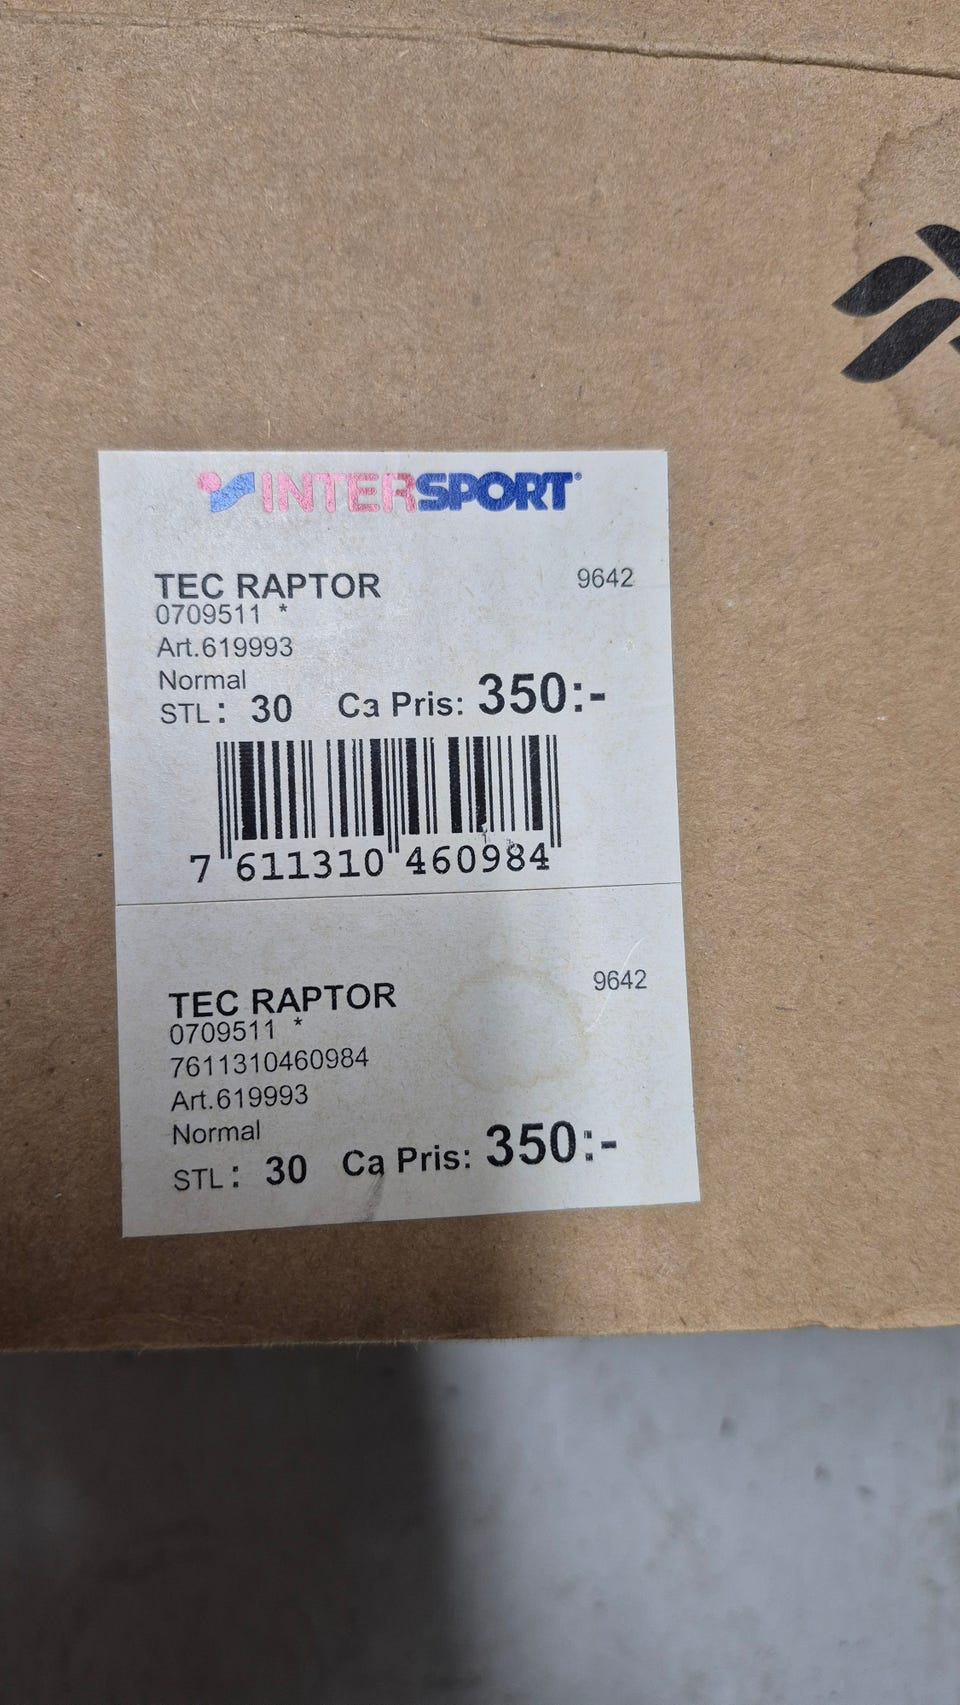 INTERSPORT®
TEC RAPTOR 9642
0709511 *
Art.619993
Normal
STL: 30 Ca Pris: 350:-
7 611310 460984
TEC RAPTOR 9642
0709511 *
7611310460984
Art.619993
Normal
STL: 30 Ca Pris: 350:-